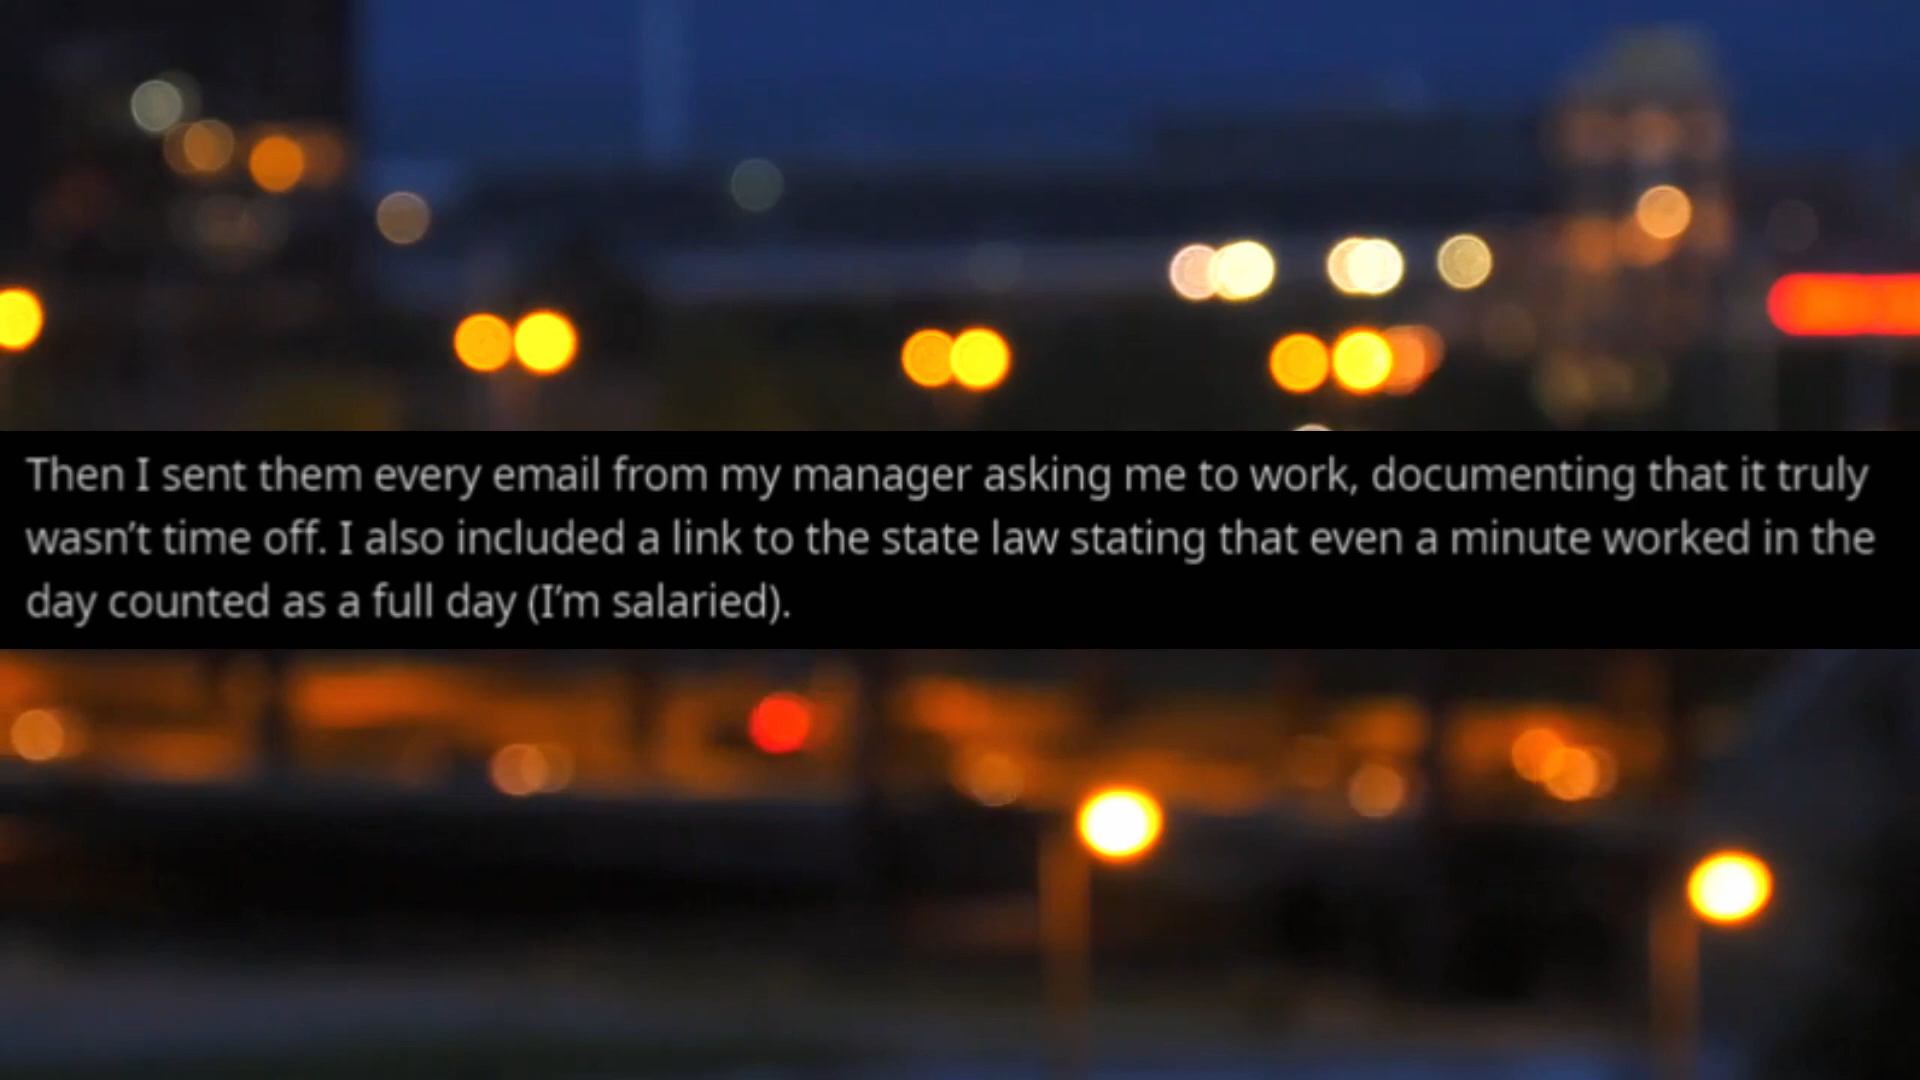 Then I sent them every email from my manager asking me to work, documenting that it truly
wasn’t time off. I also included a link to the state law stating that even a minute worked in the
day counted as a full day (I’m salaried).